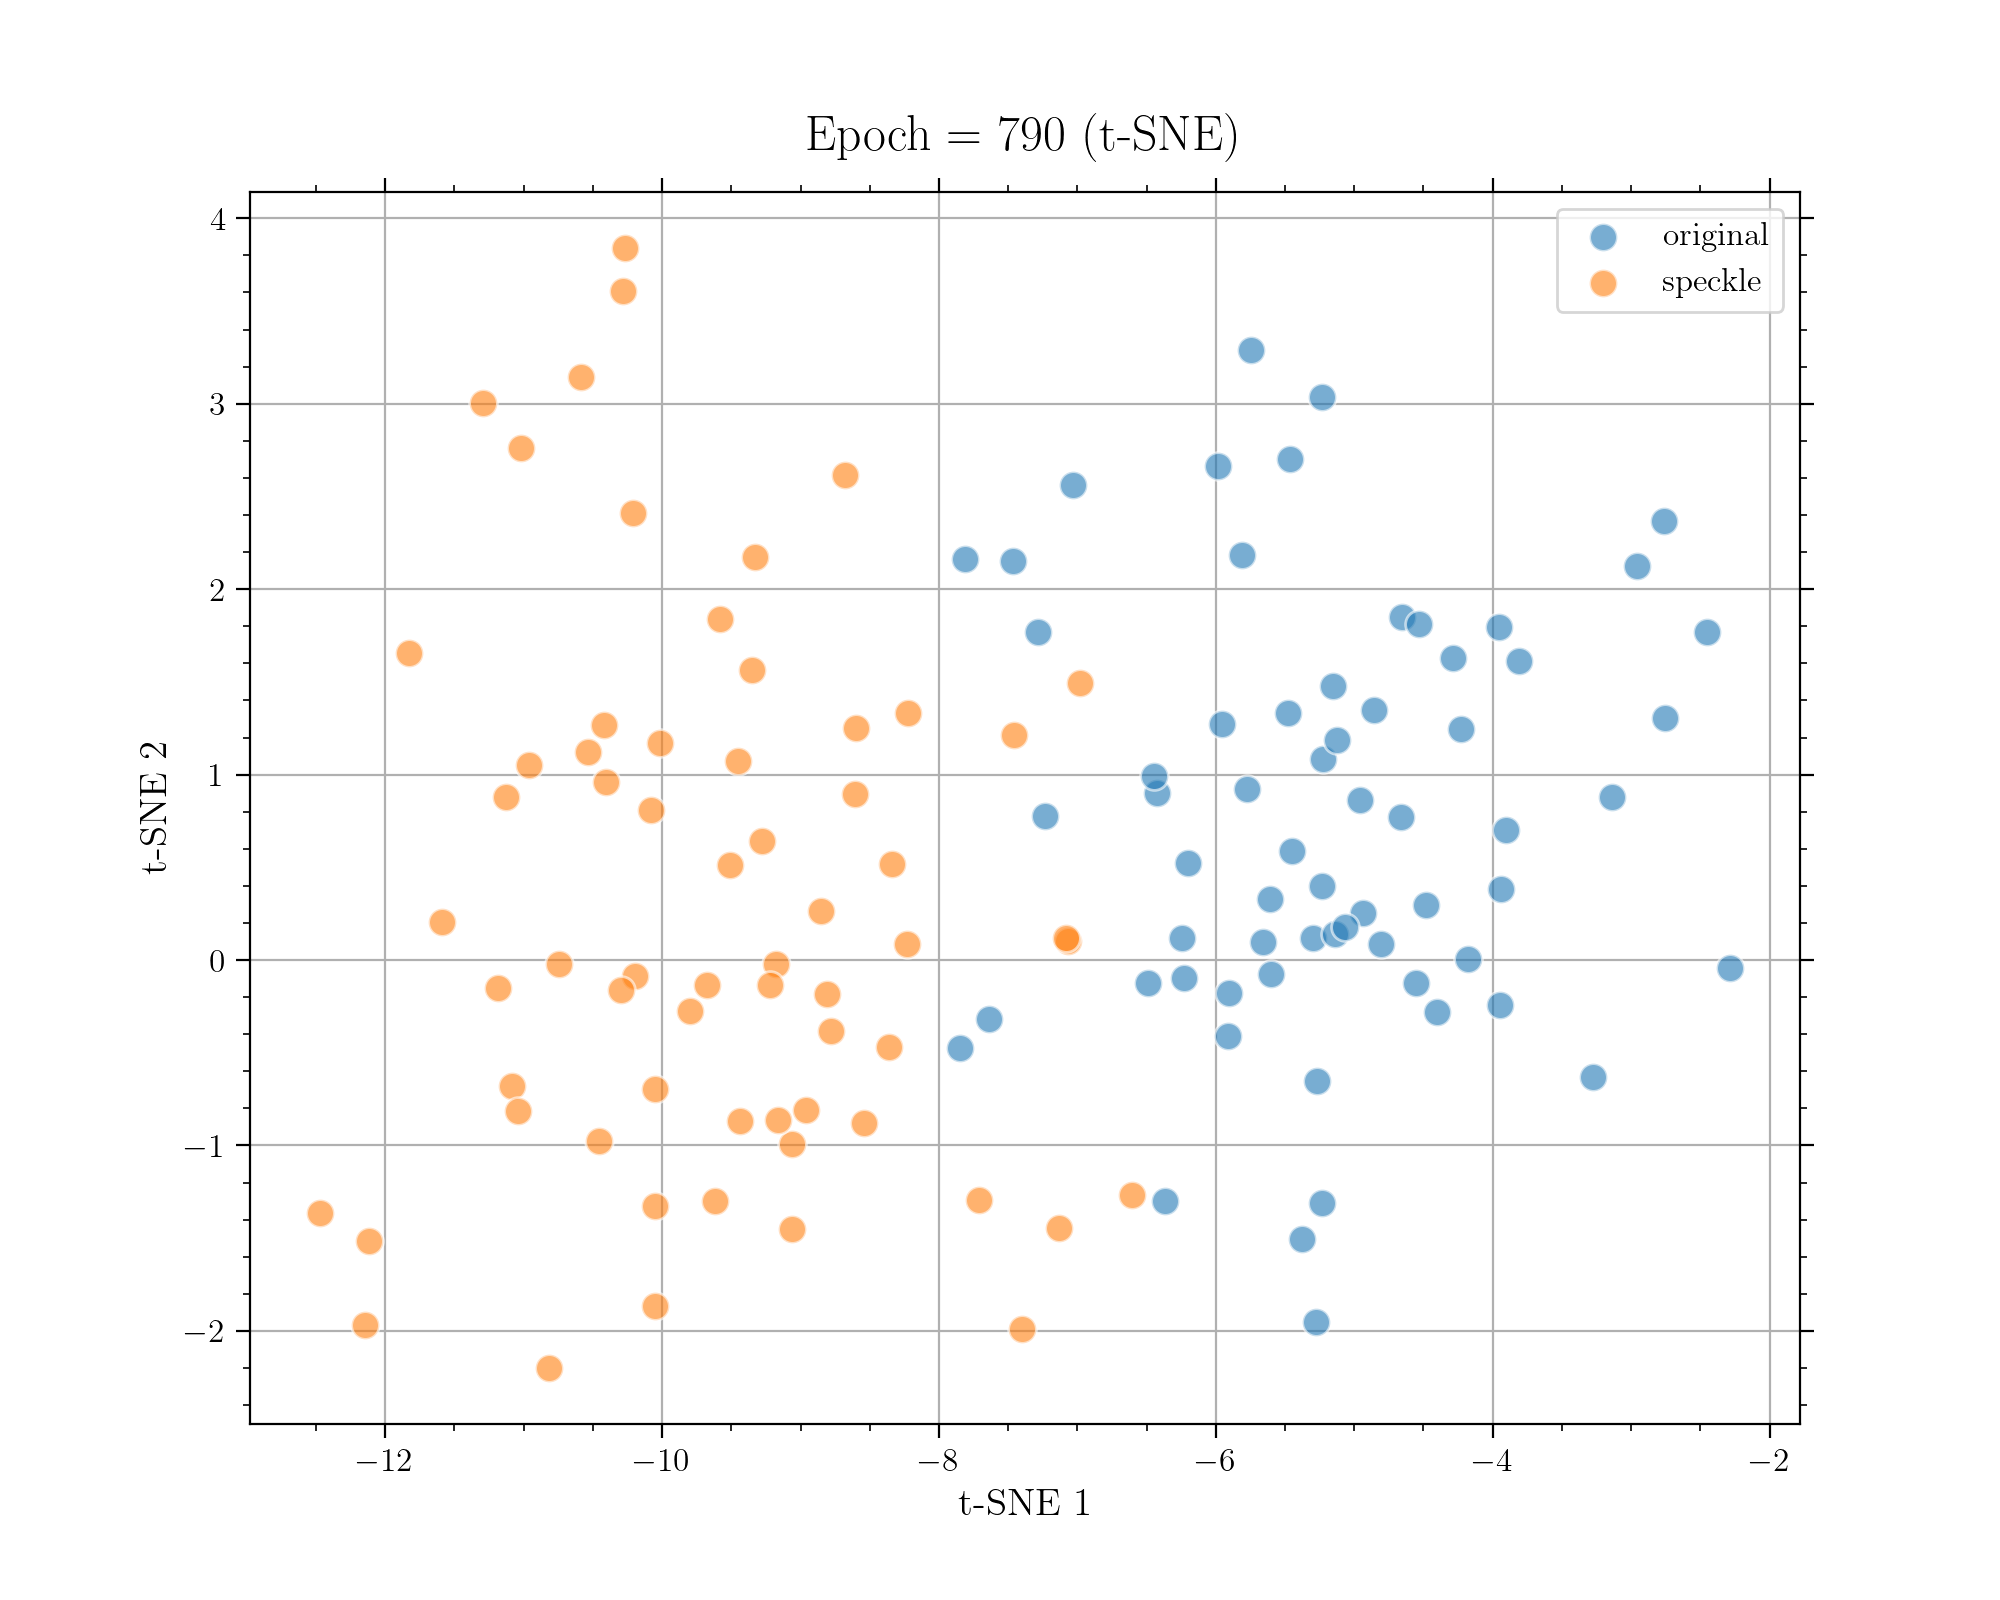 Epoch = 790 (t-SNE)
original
speckle
4
3
2
1
0
−1
−2
t-SNE 2
−12
−10
−8
−6
−4
−2
t-SNE 1